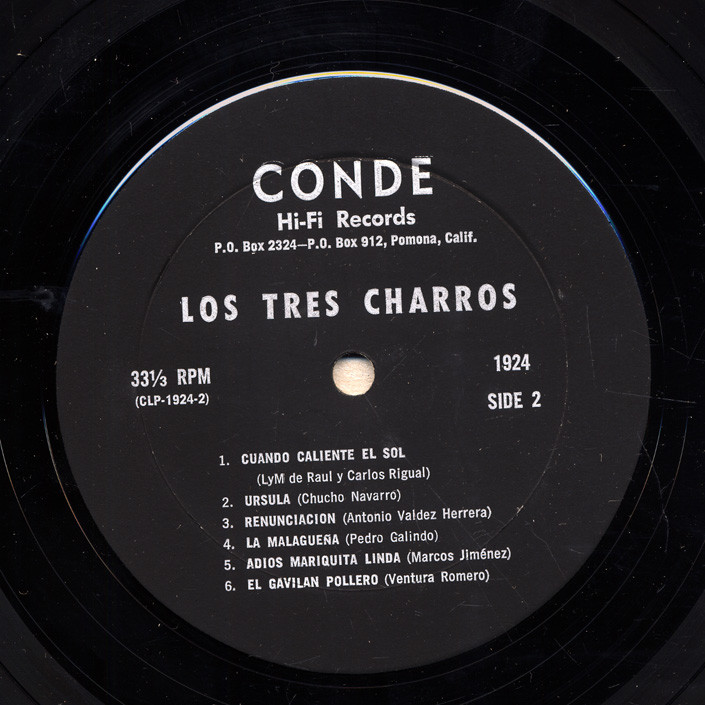 CONDE
Hi-Fi Records
P.O. Box 2324—P.O. Box 912, Pomona, Calif.
LOS TRES CHARROS
33⅓ RPM
(CLP-1924-2)
1924
SIDE 2
1. CUANDO CALIENTE EL SOL
(LyM de Raul y Carlos Rigual)
2. URSULA (Chucho Navarro)
3. RENUNCIACION (Antonio Valdez Herrera)
4. LA MALAGUEÑA (Pedro Galindo)
5. ADIOS MARIQUITA LINDA (Marcos Jiménez)
6. EL GAVILAN POLLERO (Ventura Romero)